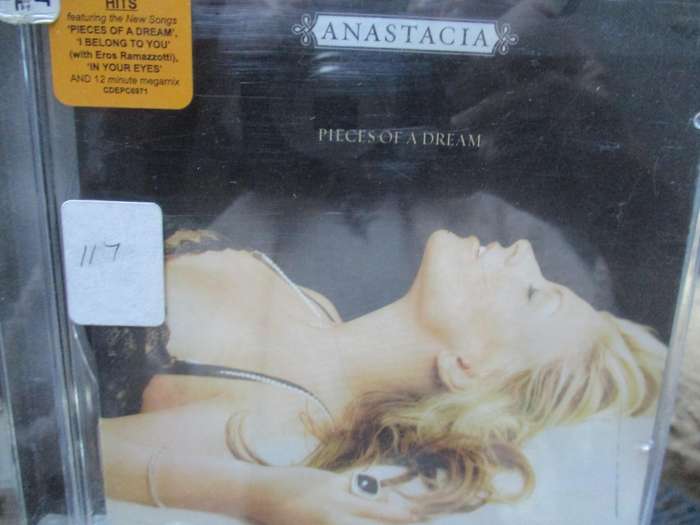 HITS
featuring the New Songs
'PIECES OF A DREAM',
'I BELONG TO YOU'
(with Eros Ramazzotti),
'IN YOUR EYES'
AND 12 minute megamix
CDEPC6971
ANASTACIA
PIECES OF A DREAM
117